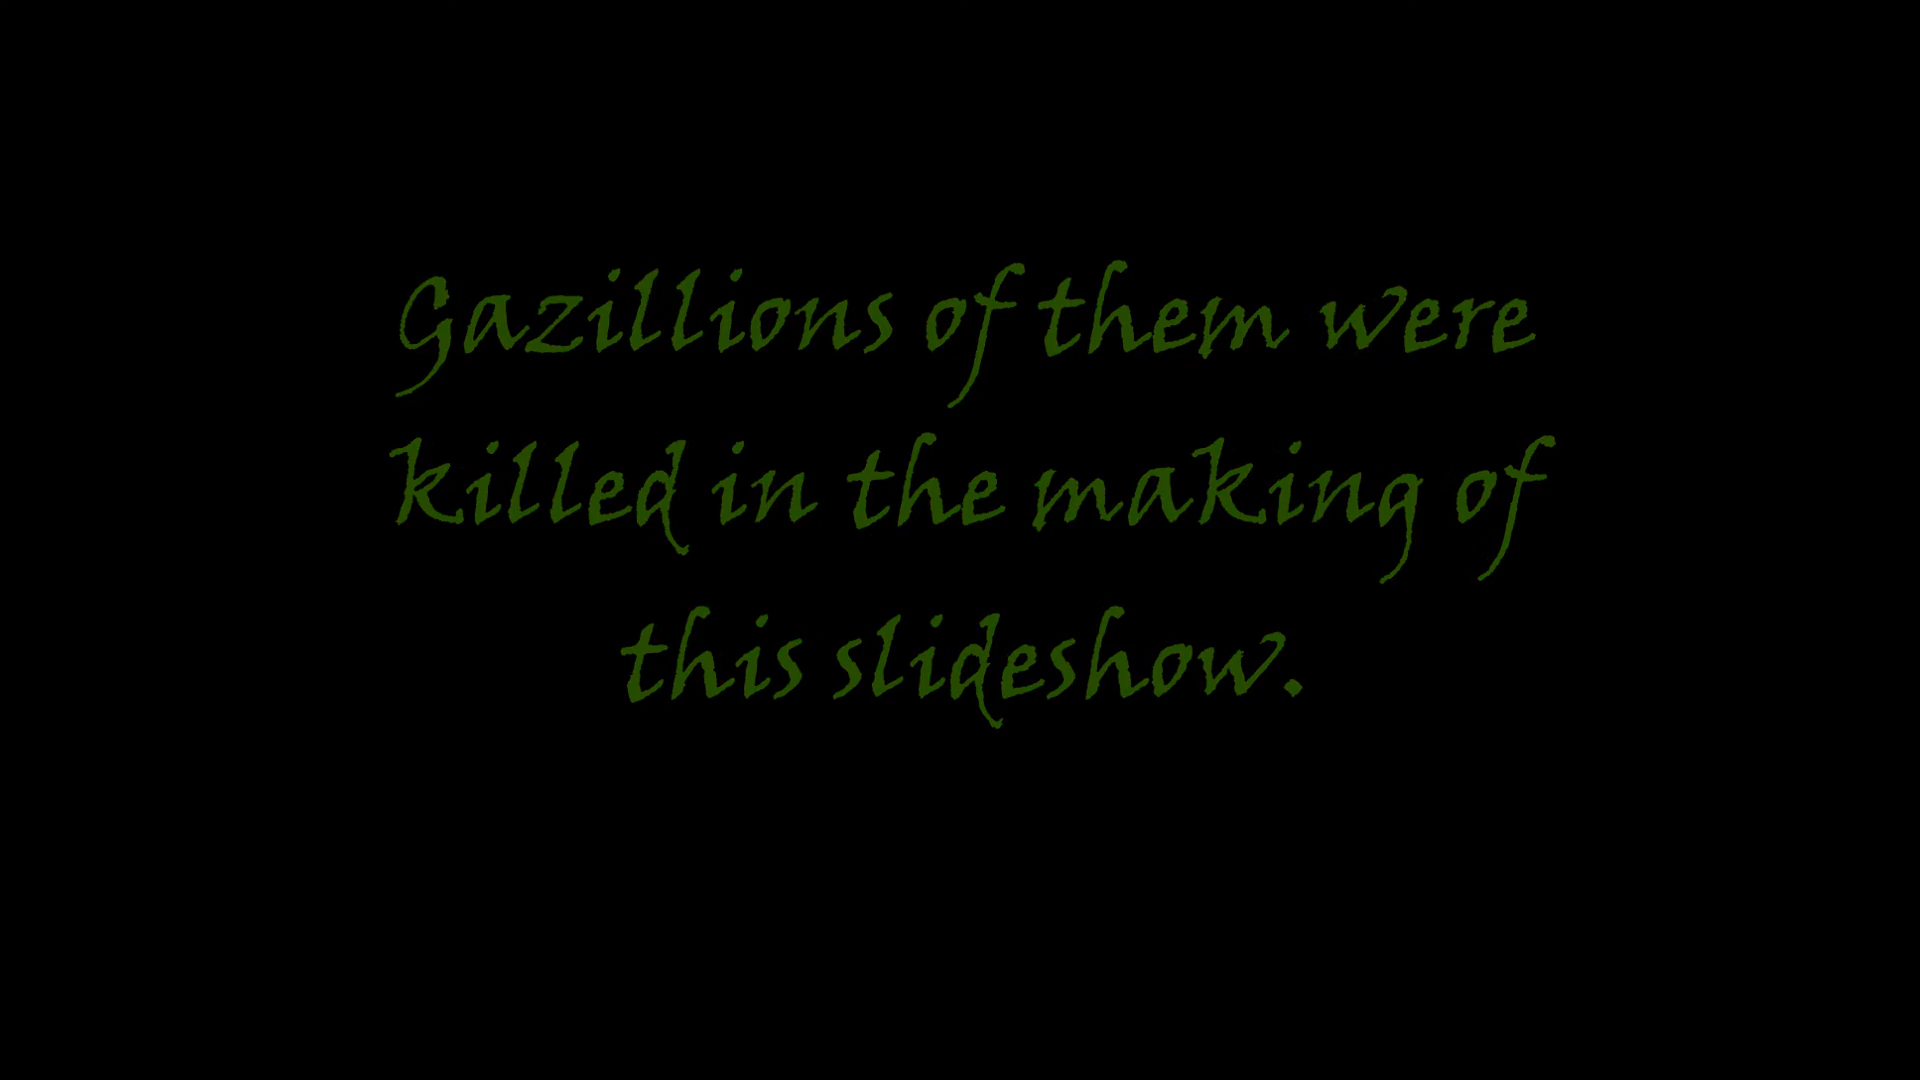 Gazillions of them were
killed in the making of
this slideshow.